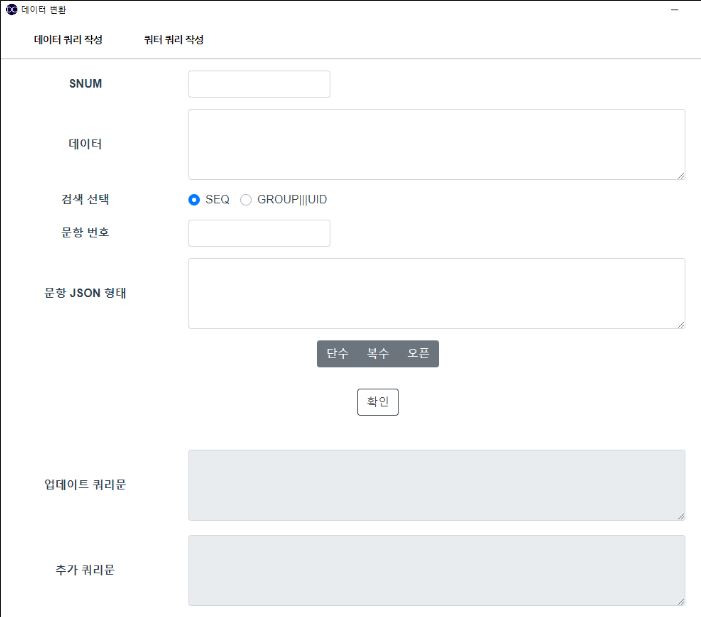 DC 데이터 변환
데이터 쿼리 작성 쿼터 쿼리 작성
SNUM
데이터
검색 선택 SEQ GROUP|||UID
문항 번호
문항 JSON 형태
단수 복수 오픈
확인
업데이트 쿼리문
추가 쿼리문